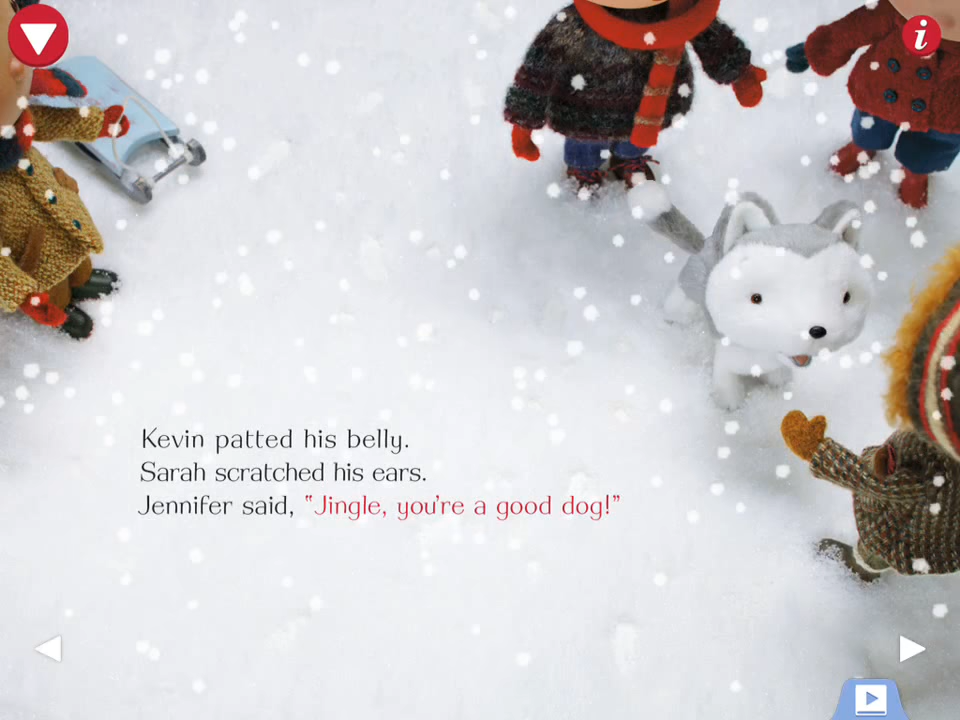 i
Kevin patted his belly.
Sarah scratched his ears.
Jennifer said, "Jingle, you're a good dog!"